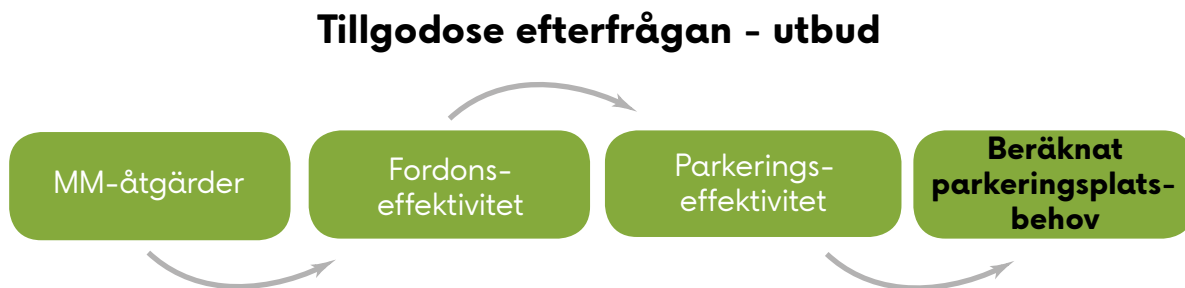 Tillgodose efterfrågan - utbud
MM-åtgärder
Fordons-
effektivitet
Parkerings-
effektivitet
Beräknat
parkeringsplats-
behov